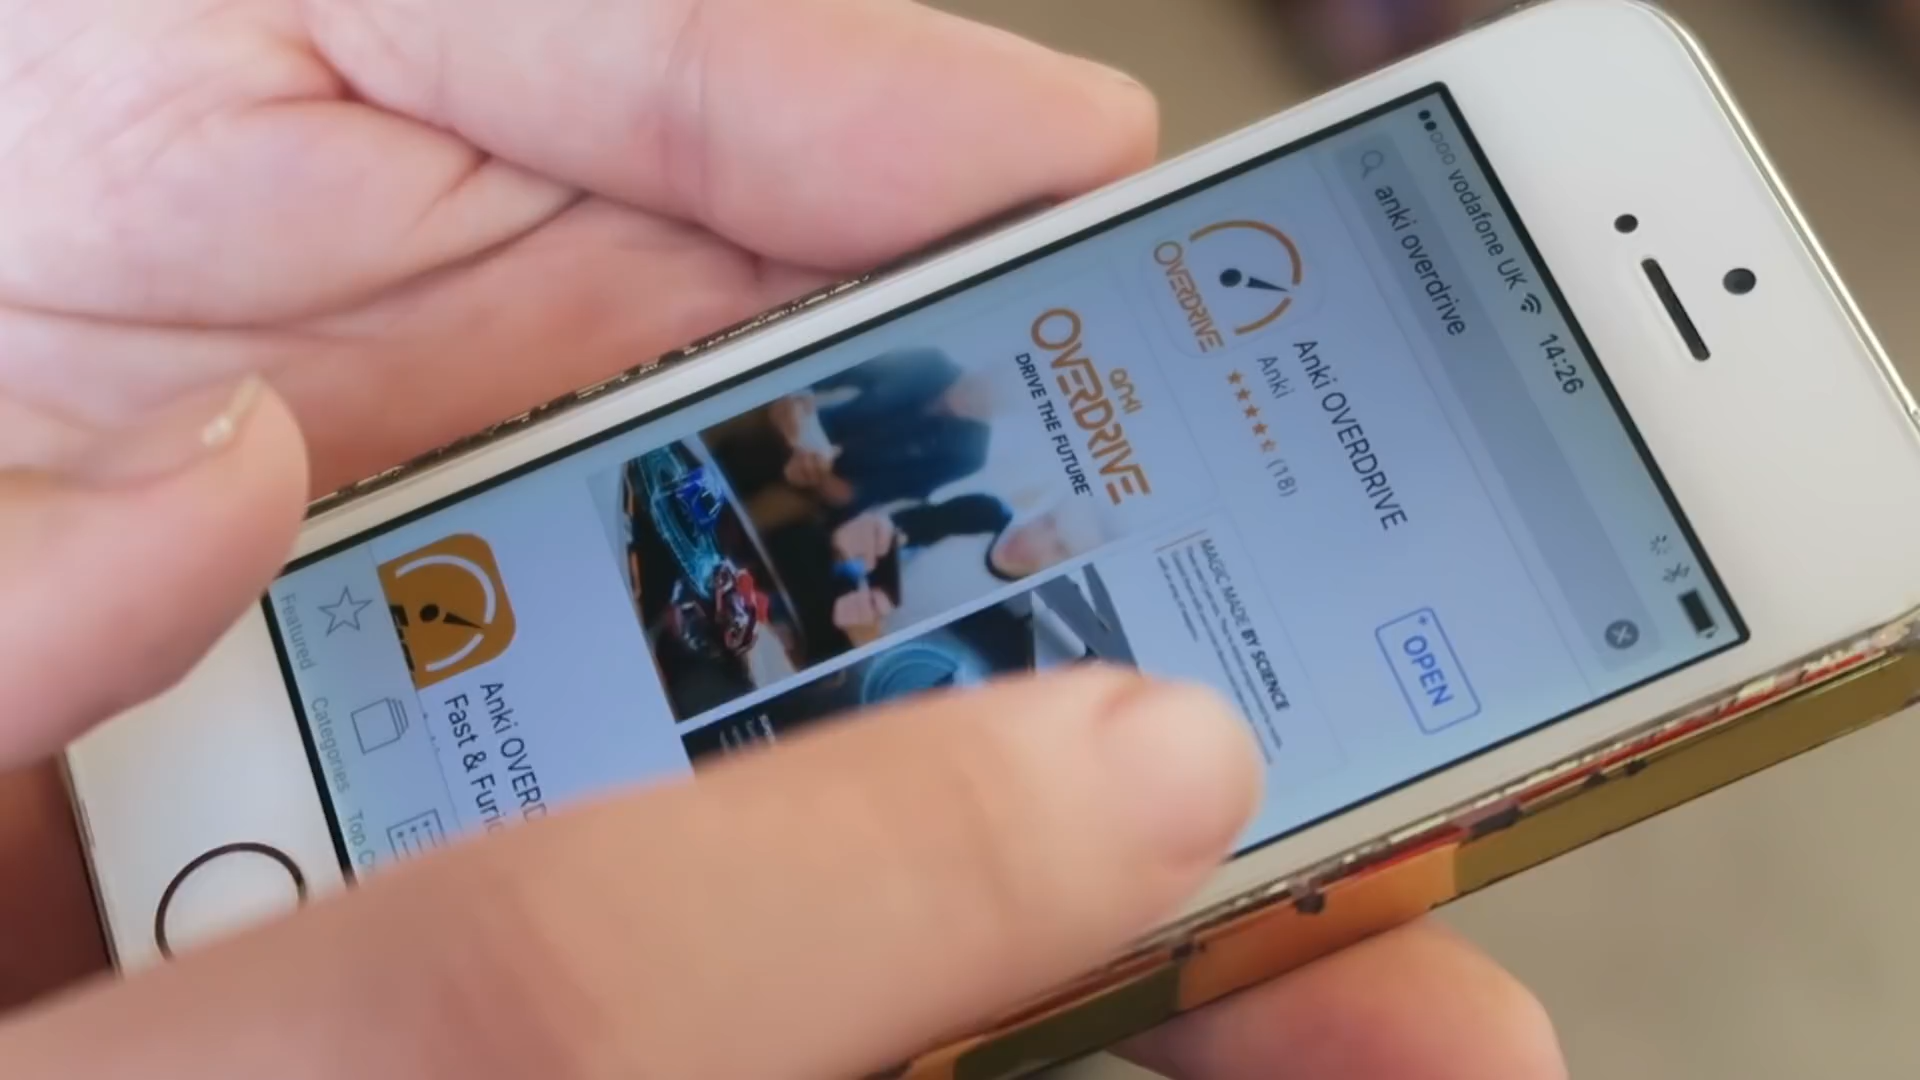 vodafone UK 14:26
anki overdrive
OVERDRIVE
Anki OVERDRIVE
Anki
(18)
OPEN
anki
OVERDRIVE
DRIVE THE FUTURE
MAGIC MADE BY SCIENCE
Anki OVERD
Fast & Furi
Featured
Categories
Top C